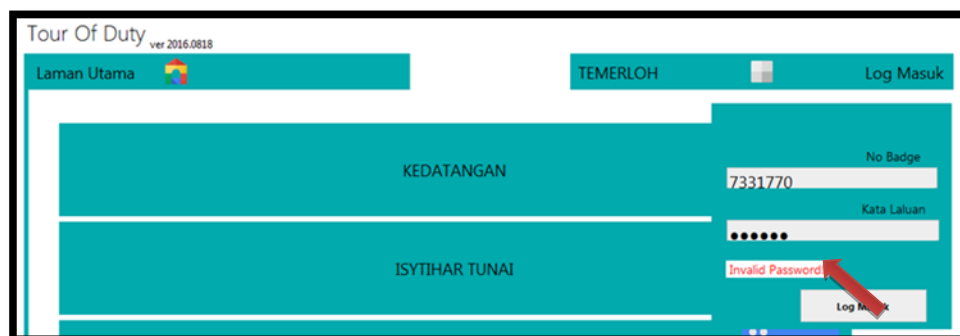 Tour Of Duty ver 2016.0818
Laman Utama
TEMERLOH
Log Masuk
No Badge
7331770
KEDATANGAN
Kata Laluan
••••••
ISYTIHAR TUNAI
Invalid Password!
Log